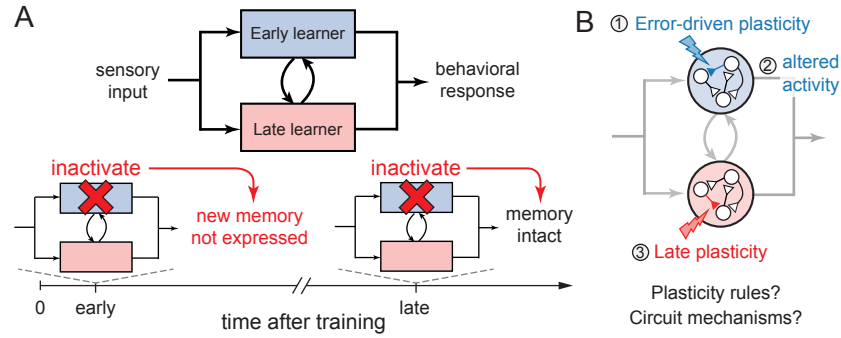 A
Early learner
sensory
input
behavioral
response
Late learner
inactivate
new memory
not expressed
inactivate
memory
intact
0
early
late
time after training
B
① Error-driven plasticity
② altered
activity
③ Late plasticity
Plasticity rules?
Circuit mechanisms?